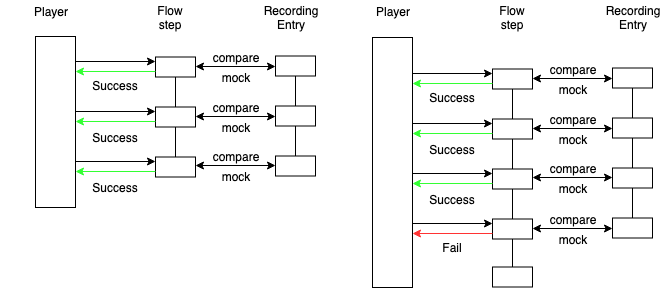 Player
Flow
step
Recording
Entry
compare
mock
Success
compare
mock
Success
compare
mock
Success
Player
Flow
step
Recording
Entry
compare
mock
Success
compare
mock
Success
compare
mock
Success
compare
mock
Fail